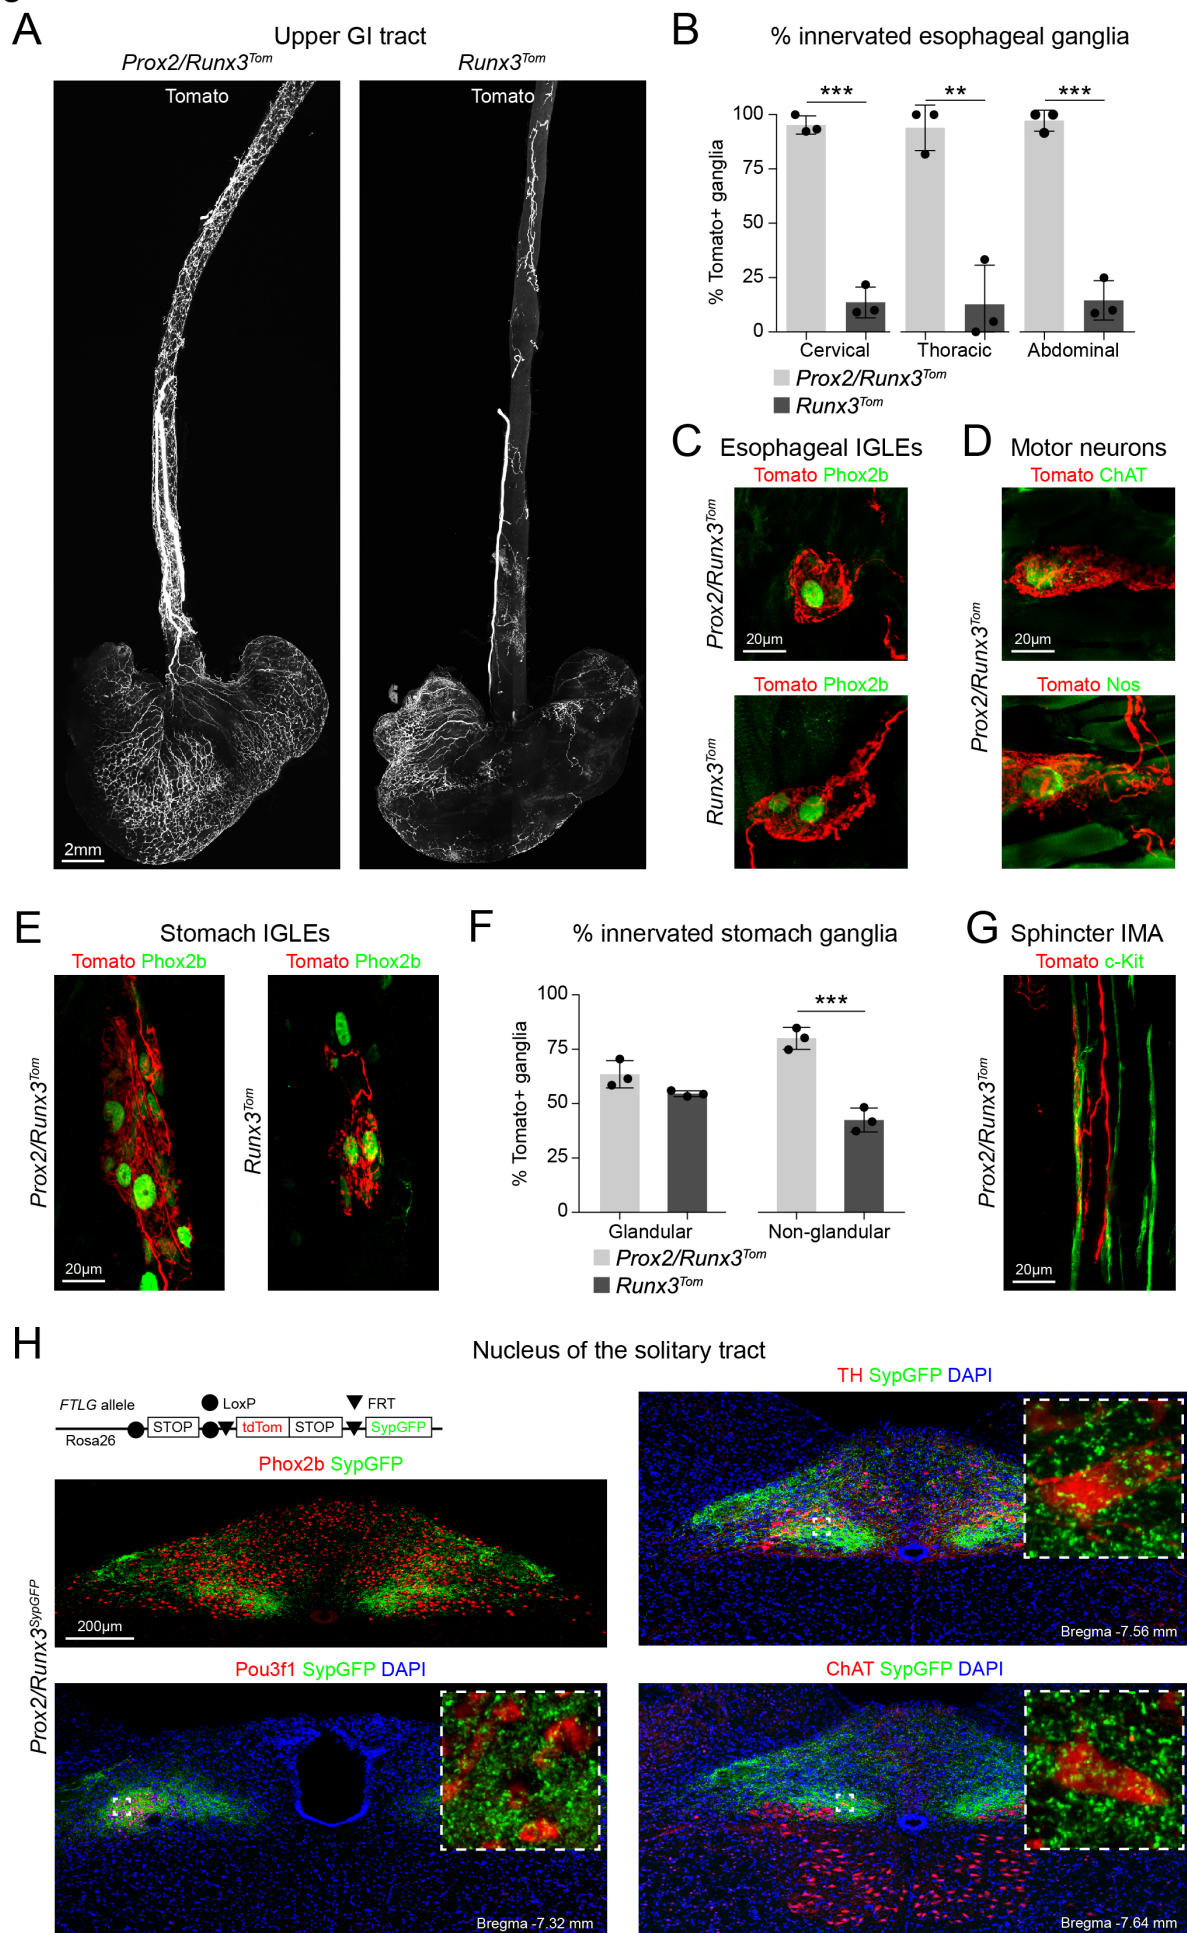 A
Upper GI tract
Prox2/Runx3Tom
Runx3Tom
Tomato
Tomato
2mm
B
% innervated esophageal ganglia
***
**
***
100
75
50
25
0
% Tomato+ ganglia
Cervical
Thoracic
Abdominal
Prox2/Runx3Tom
Runx3Tom
C
Esophageal IGLEs
Tomato Phox2b
Prox2/Runx3Tom
20µm
Tomato Phox2b
Runx3Tom
D
Motor neurons
Tomato ChAT
20µm
Prox2/Runx3Tom
Tomato Nos
E
Stomach IGLEs
Tomato Phox2b
Tomato Phox2b
Prox2/Runx3Tom
Runx3Tom
20µm
F
% innervated stomach ganglia
***
100
75
50
25
0
% Tomato+ ganglia
Glandular
Non-glandular
Prox2/Runx3Tom
Runx3Tom
G
Sphincter IMA
Tomato c-Kit
Prox2/Runx3Tom
20µm
H
Nucleus of the solitary tract
FTLG allele
LoxP
FRT
Rosa26
STOP
tdTom
STOP
SypGFP
Phox2b SypGFP
200µm
Prox2/Runx3SypGFP
TH SypGFP DAPI
Bregma -7.56 mm
Pou3f1 SypGFP DAPI
Bregma -7.32 mm
ChAT SypGFP DAPI
Bregma -7.64 mm